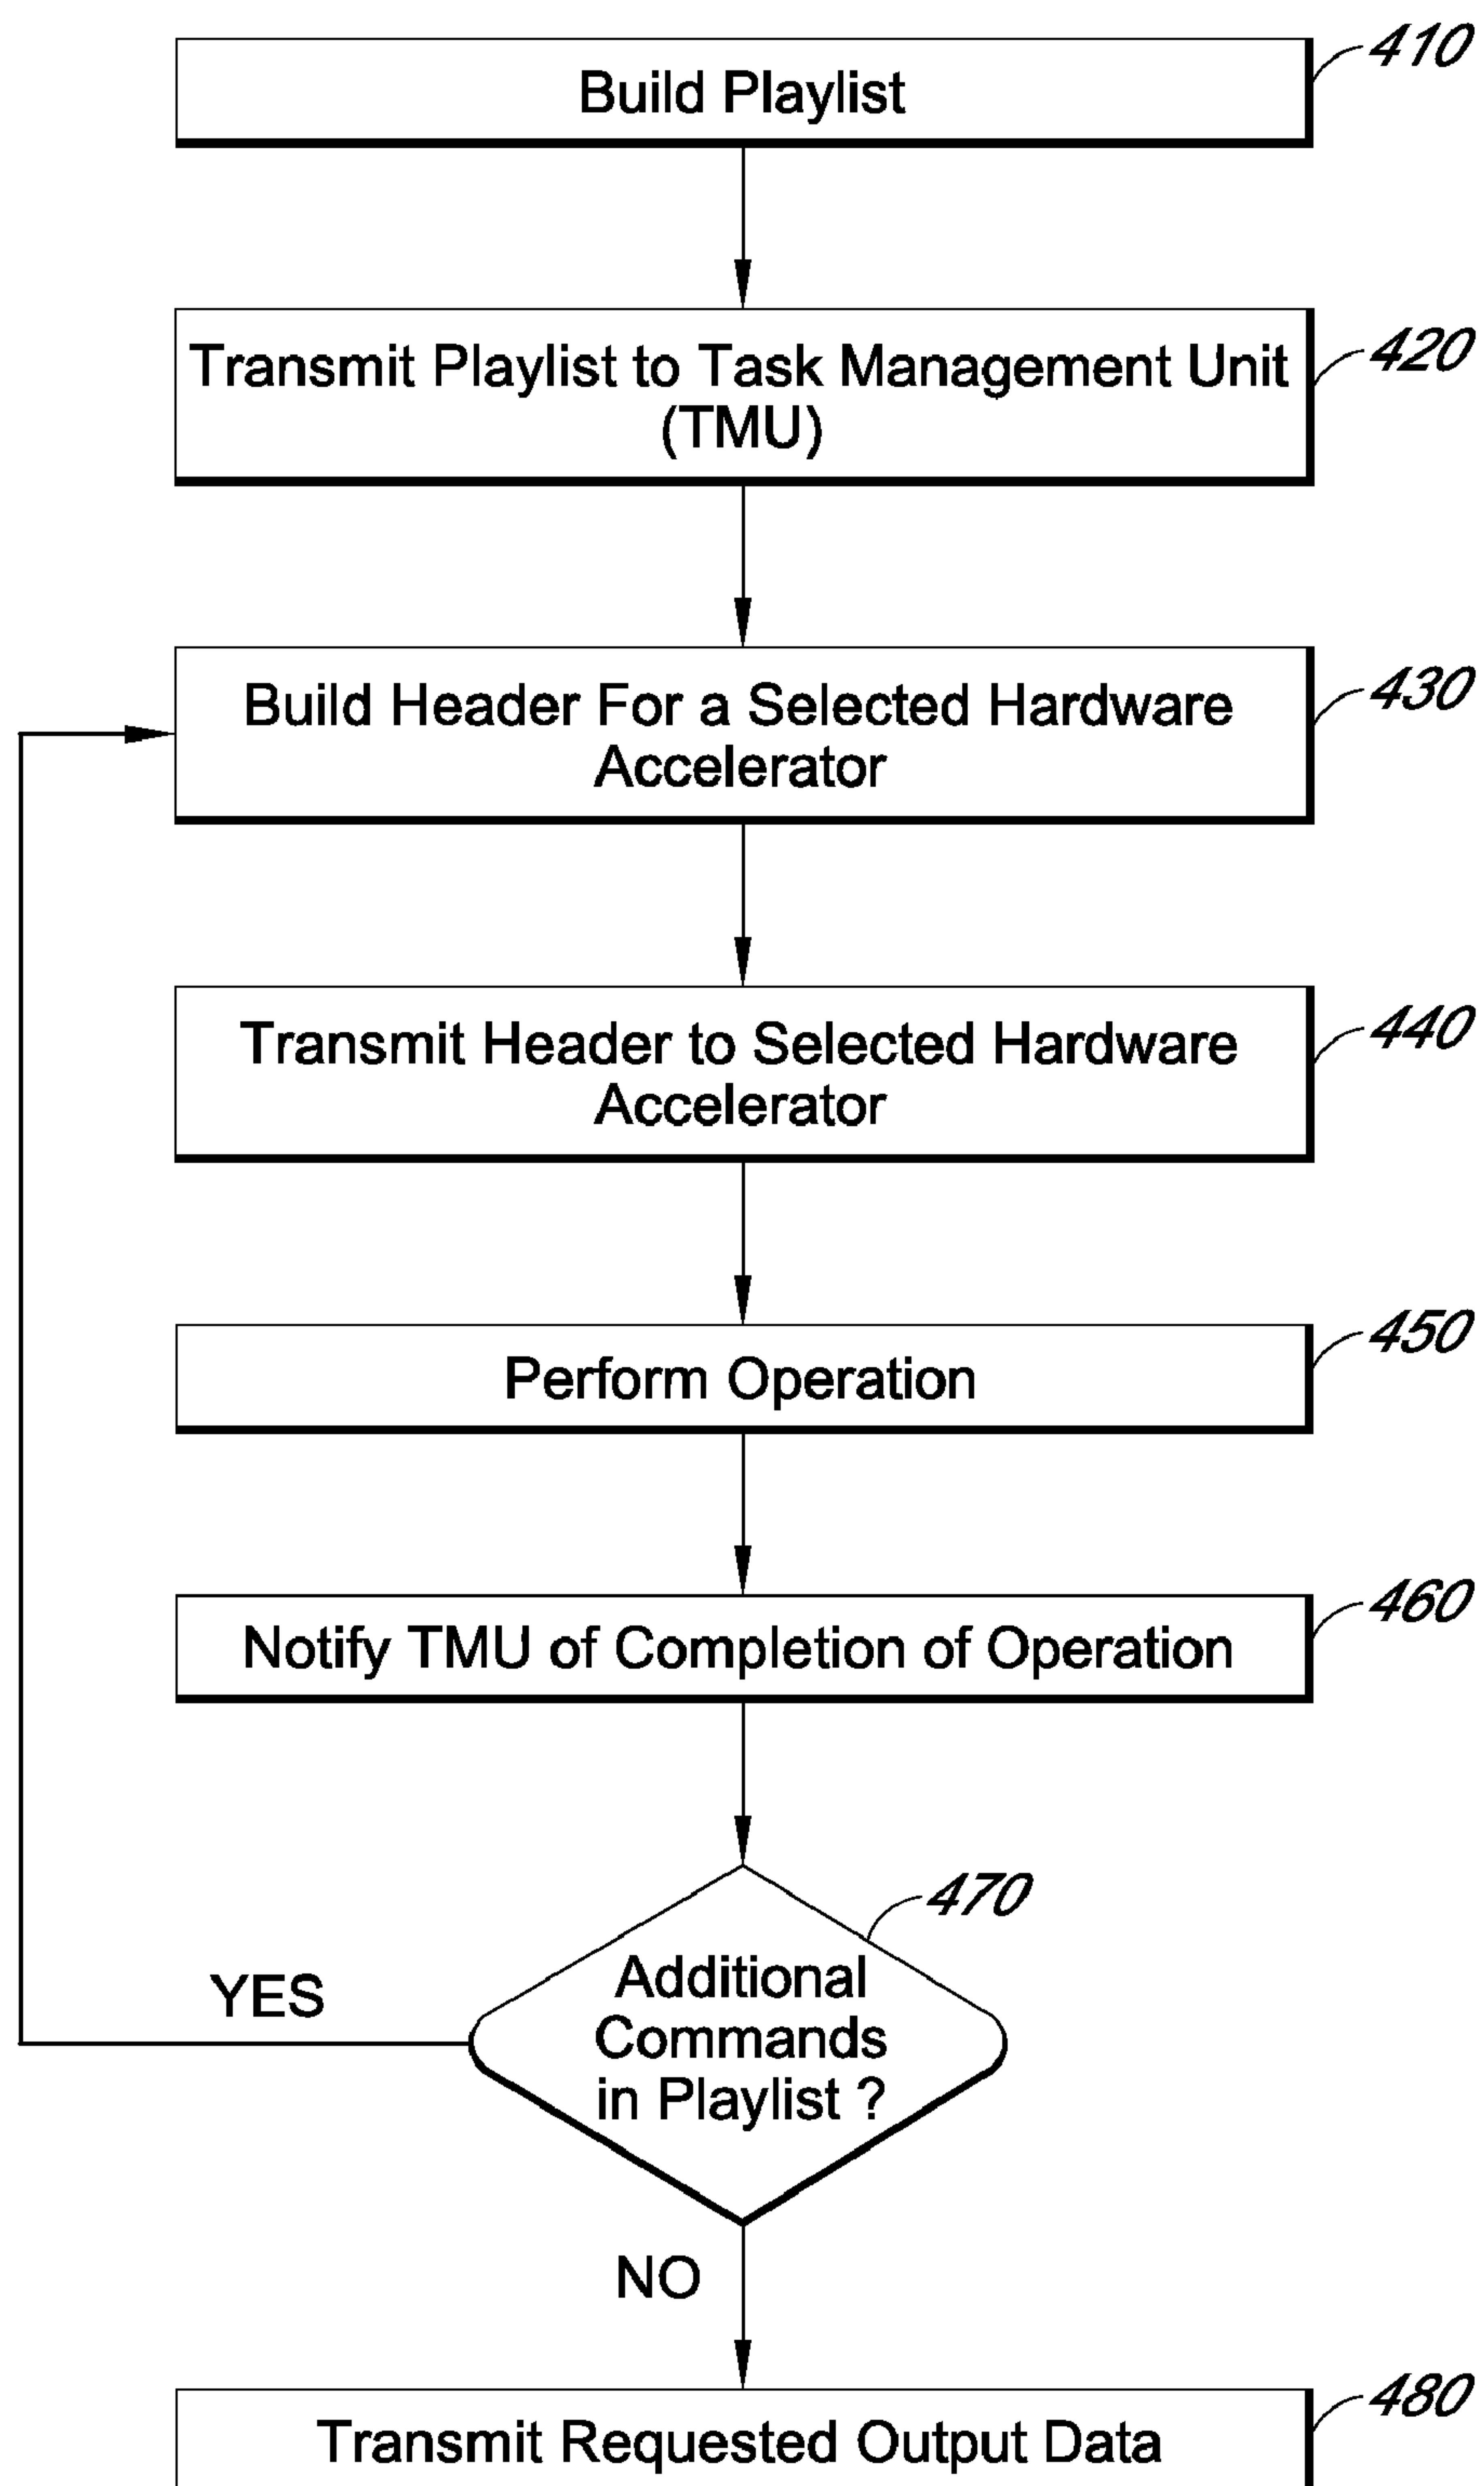 410
Build Playlist
420
Transmit Playlist to Task Management Unit
(TMU)
430
Build Header For a Selected Hardware
Accelerator
440
Transmit Header to Selected Hardware
Accelerator
450
Perform Operation
460
Notify TMU of Completion of Operation
470
Additional
Commands
in Playlist ?
YES
NO
480
Transmit Requested Output Data